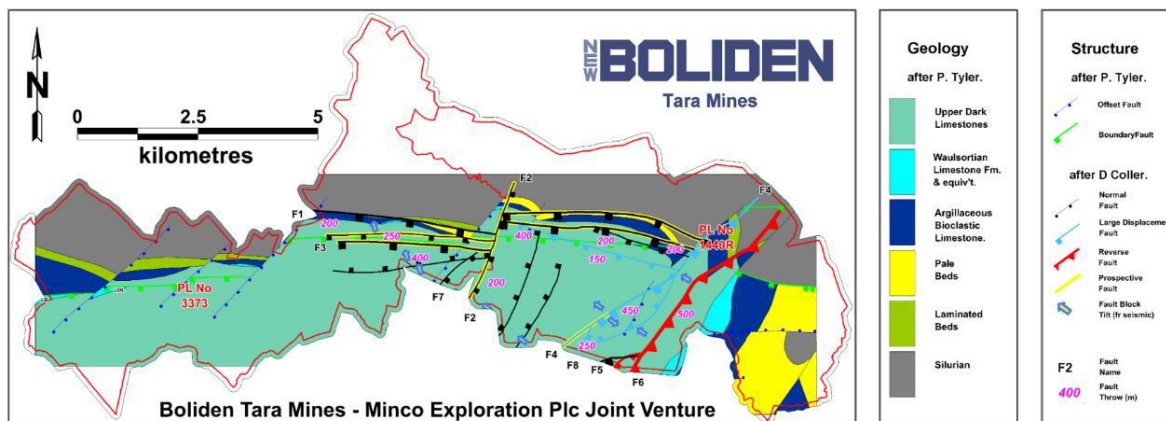 N
0 2.5 5
kilometres
NEW BOLIDEN
Tara Mines
F1
200
F3
250
400
F7
F2
200
F2
400
200
150
200
F4
PL No
1440R
PL No
3373
450
500
250
F4
F8
F5
F6
Boliden Tara Mines - Minco Exploration Plc Joint Venture
Geology
after P. Tyler.
Upper Dark
Limestones
Waulsortian
Limestone Fm.
& equiv't.
Argillaceous
Bioclastic
Limestone.
Pale
Beds
Laminated
Beds
Silurian
Structure
after P. Tyler.
Offset Fault
BoundaryFault
after D Coller.
Normal
Fault
Large Displacement
Fault
Reverse
Fault
Prospective
Fault
Fault Block
Tilt (fr seismic)
F2 Fault
Name
400 Fault
Throw (m)